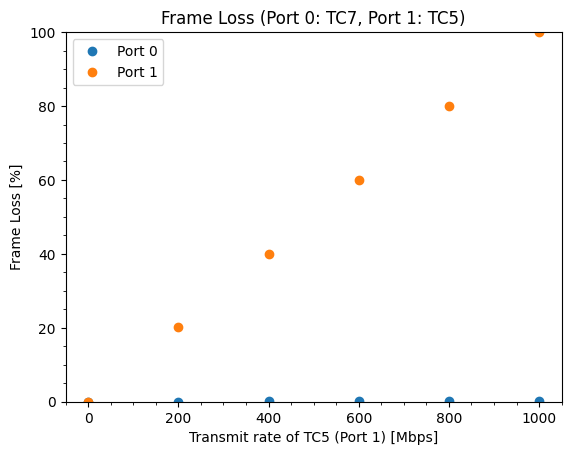 Frame Loss (Port 0: TC7, Port 1: TC5)
Port 0
Port 1
100
80
60
40
20
0
Frame Loss [%]
0 200 400 600 800 1000
Transmit rate of TC5 (Port 1) [Mbps]